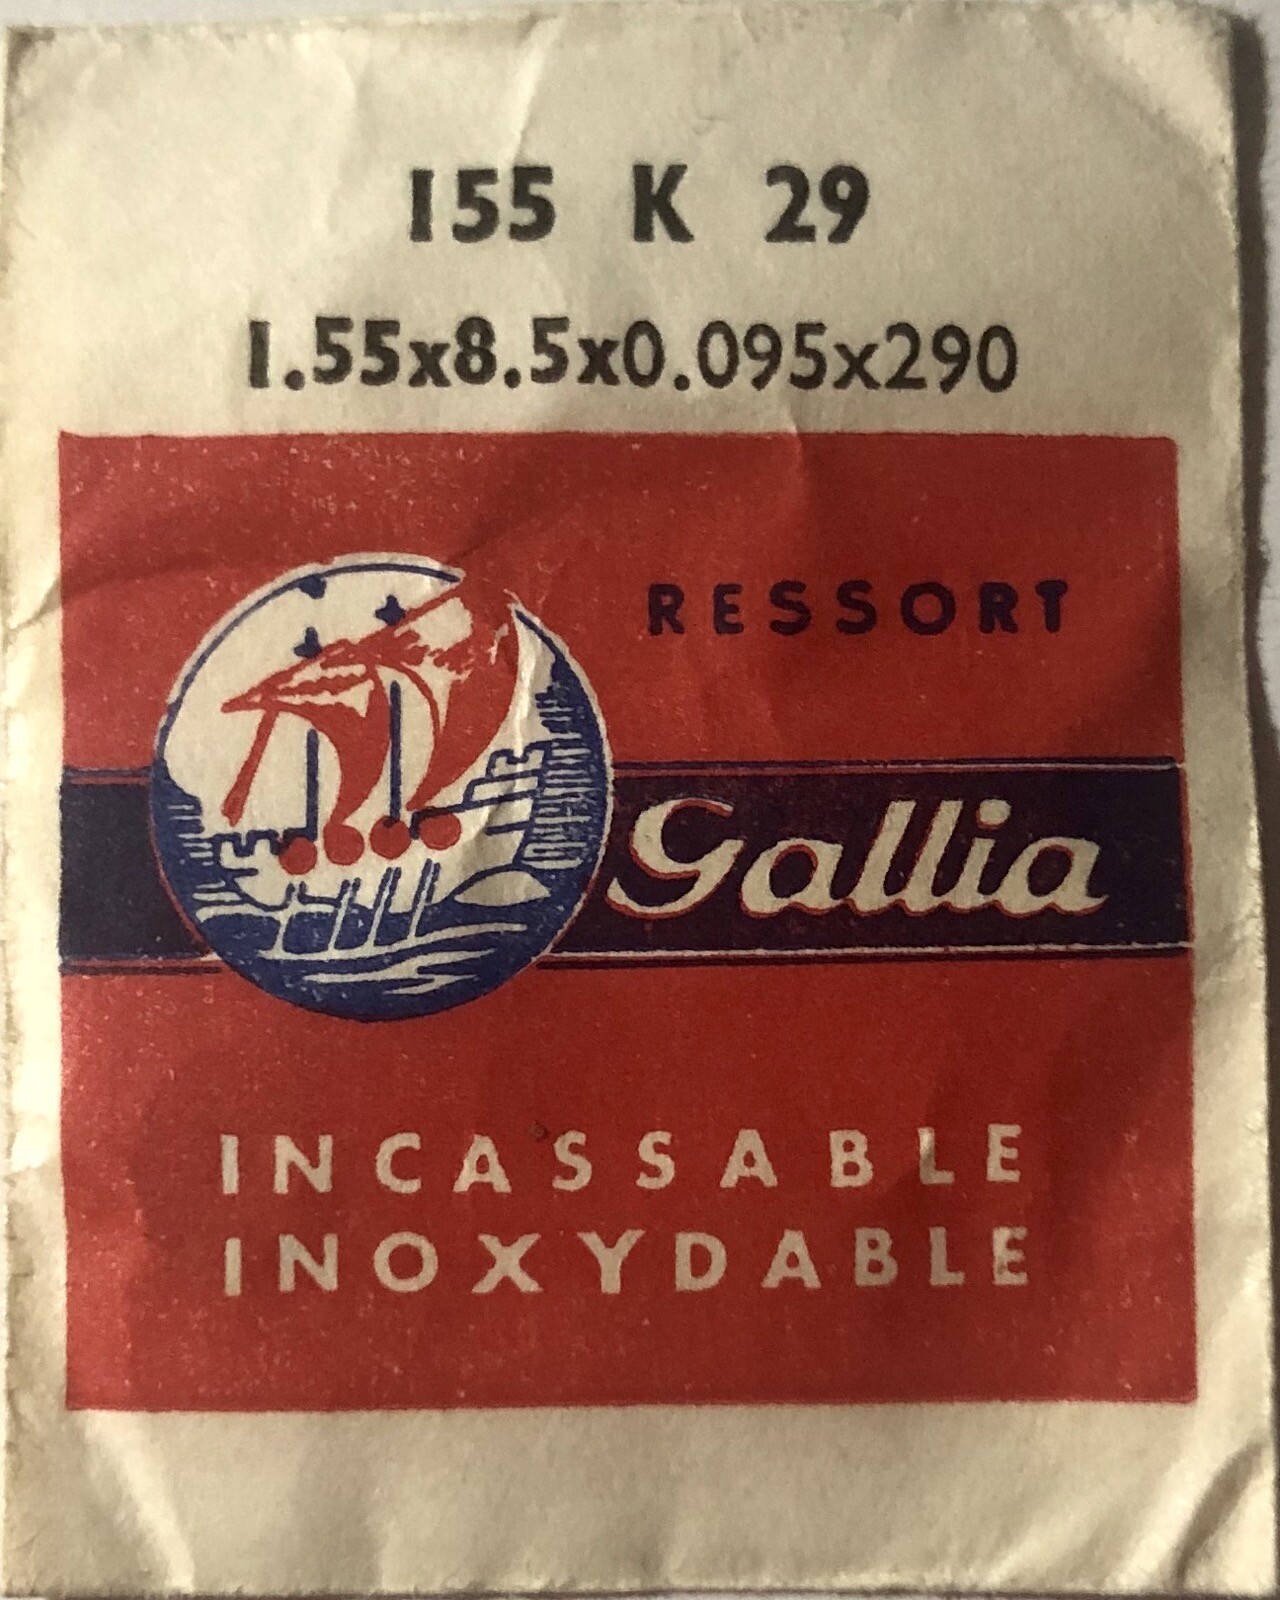 155 K 29
1.55x8.5x0.095x290
RESSORT
Gallia
INCASSABLE
INOXYDABLE